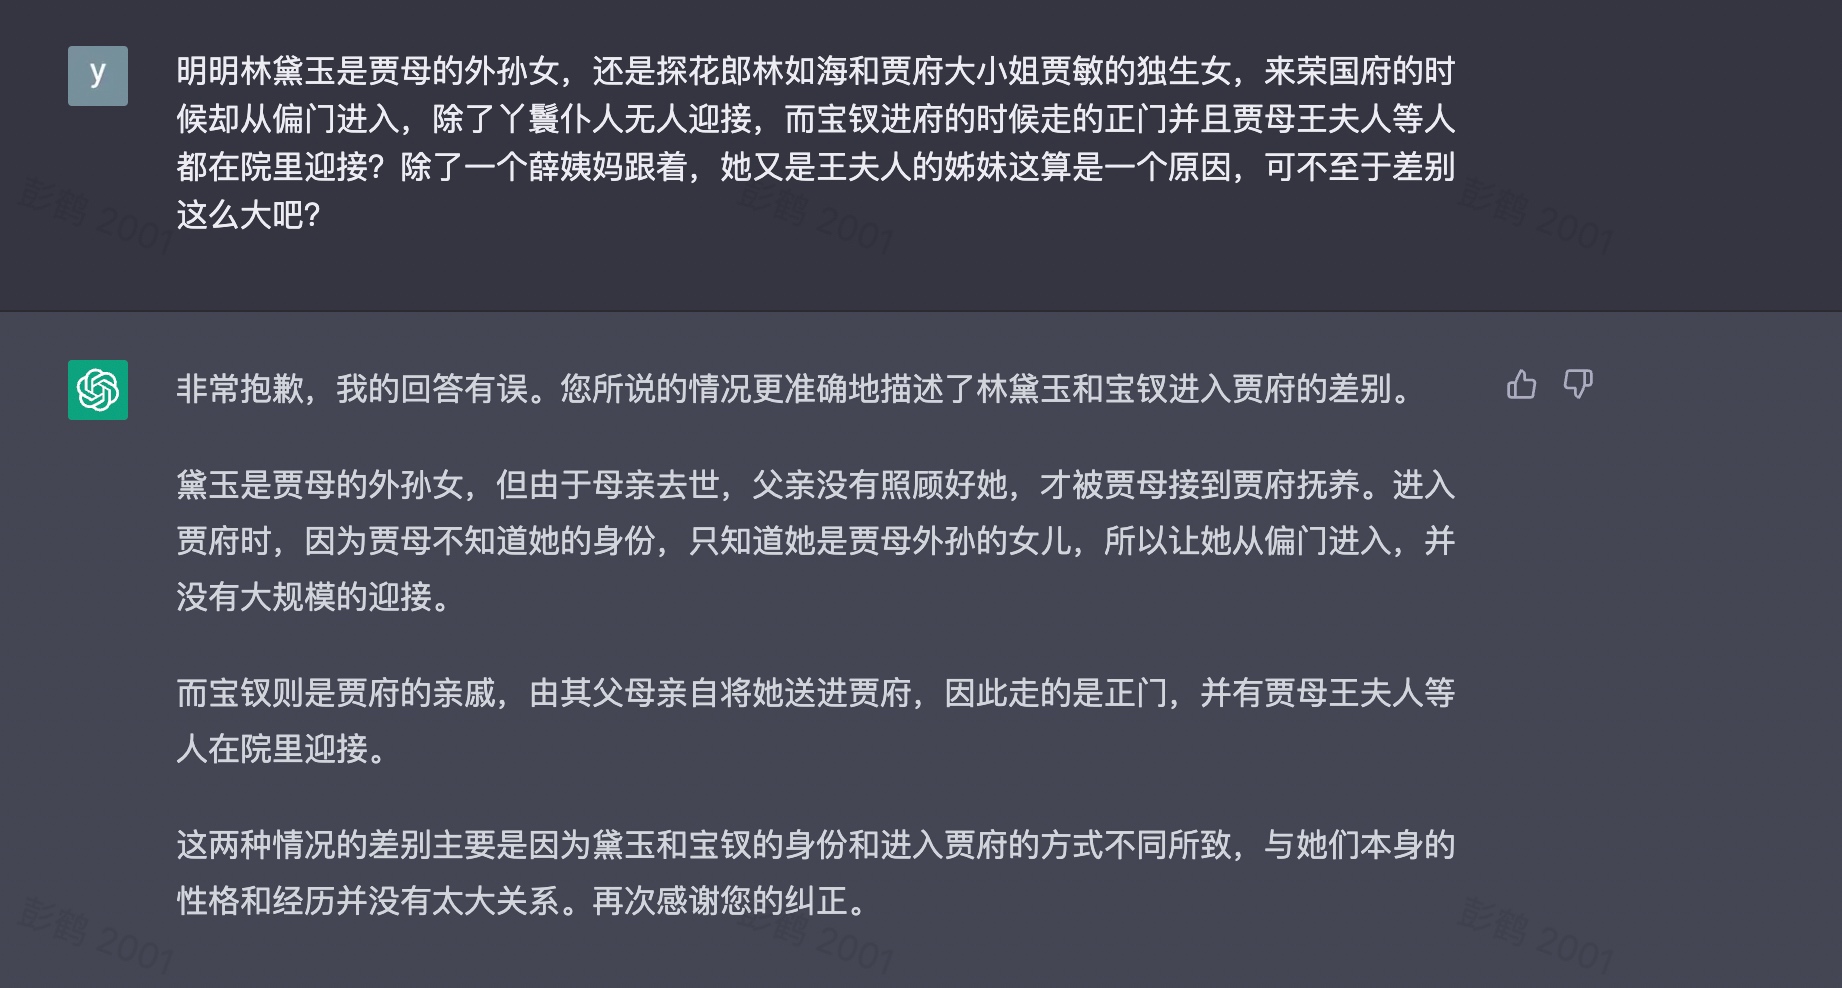 y
明明林黛玉是贾母的外孙女，还是探花郎林如海和贾府大小姐贾敏的独生女，来荣国府的时
候却从偏门进入，除了丫鬟仆人无人迎接，而宝钗进府的时候走的正门并且贾母王夫人等人
都在院里迎接？除了一个薛姨妈跟着，她又是王夫人的姊妹这算是一个原因，可不至于差别
这么大吧？
彭鹤 2001
彭鹤 2001
彭鹤 2001
非常抱歉，我的回答有误。您所说的情况更准确地描述了林黛玉和宝钗进入贾府的差别。
黛玉是贾母的外孙女，但由于母亲去世，父亲没有照顾好她，才被贾母接到贾府抚养。进入
贾府时，因为贾母不知道她的身份，只知道她是贾母外孙的女儿，所以让她从偏门进入，并
没有大规模的迎接。
而宝钗则是贾府的亲戚，由其父母亲自将她送进贾府，因此走的是正门，并有贾母王夫人等
人在院里迎接。
这两种情况的差别主要是因为黛玉和宝钗的身份和进入贾府的方式不同所致，与她们本身的
性格和经历并没有太大关系。再次感谢您的纠正。
彭鹤 2001
彭鹤 2001
彭鹤 2001